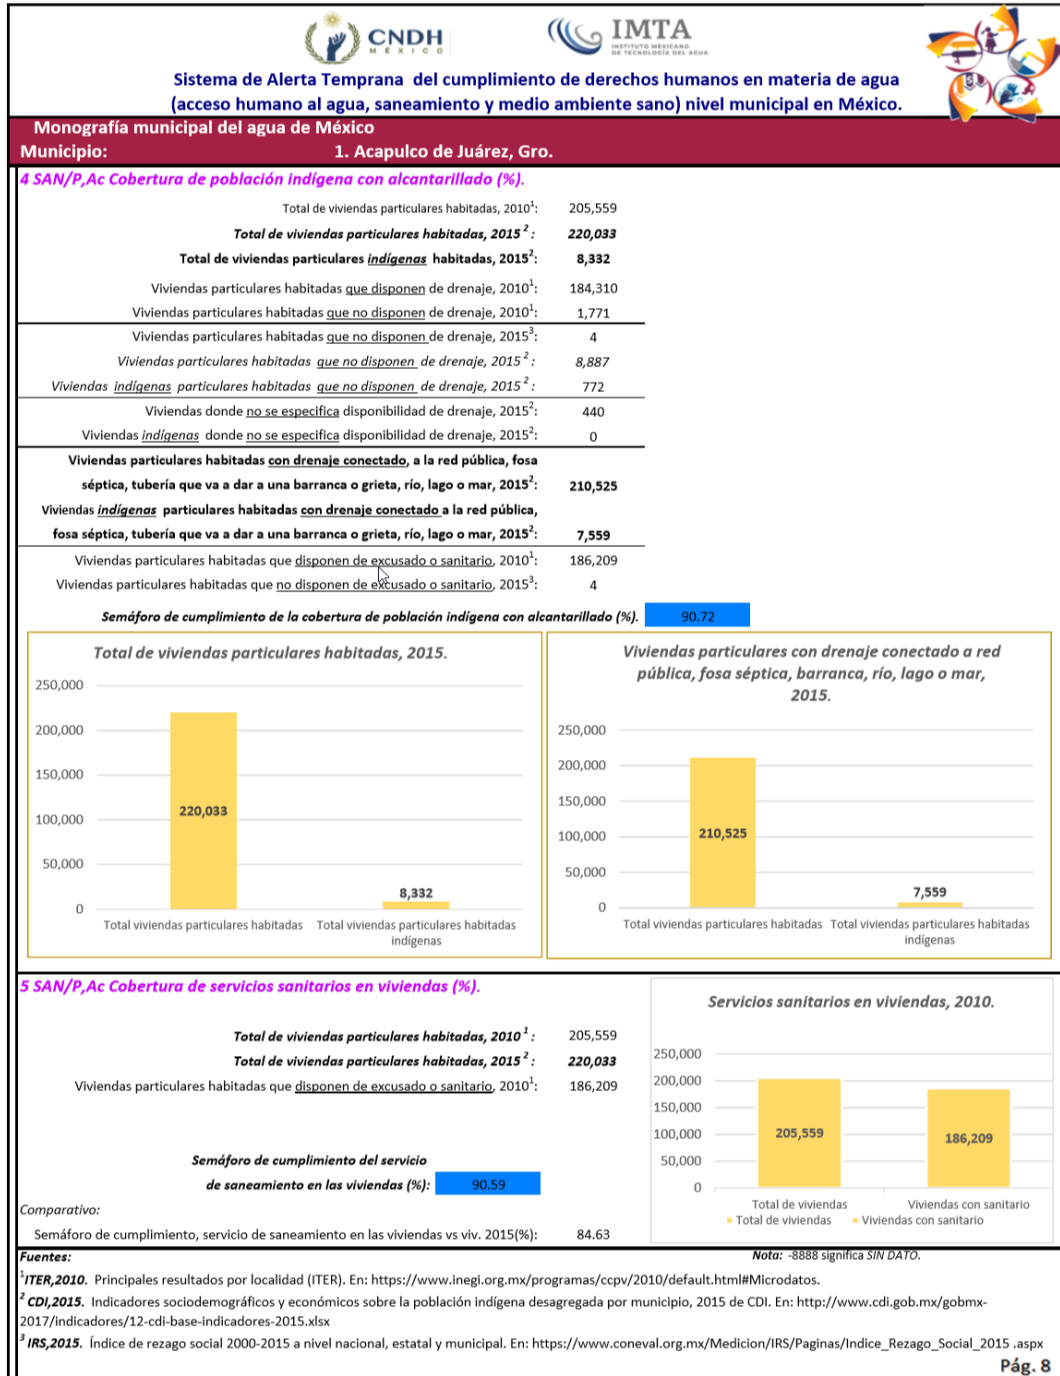 CNDH
MÉXICO
IMTA
INSTITUTO MEXICANO
DE TECNOLOGÍA DEL AGUA
Sistema de Alerta Temprana del cumplimiento de derechos humanos en materia de agua
(acceso humano al agua, saneamiento y medio ambiente sano) nivel municipal en México.
Monografía municipal del agua de México
Municipio: 1. Acapulco de Juárez, Gro.
4 SAN/P,Ac Cobertura de población indígena con alcantarillado (%).
Total de viviendas particulares habitadas, 2010¹: 205,559
Total de viviendas particulares habitadas, 2015²: 220,033
Total de viviendas particulares indígenas habitadas, 2015²: 8,332
Viviendas particulares habitadas que disponen de drenaje, 2010¹: 184,310
Viviendas particulares habitadas que no disponen de drenaje, 2010¹: 1,771
Viviendas particulares habitadas que no disponen de drenaje, 2015³: 4
Viviendas particulares habitadas que no disponen de drenaje, 2015²: 8,887
Viviendas indígenas particulares habitadas que no disponen de drenaje, 2015²: 772
Viviendas donde no se especifica disponibilidad de drenaje, 2015²: 440
Viviendas indígenas donde no se especifica disponibilidad de drenaje, 2015²: 0
Viviendas particulares habitadas con drenaje conectado, a la red pública, fosa
séptica, tubería que va a dar a una barranca o grieta, río, lago o mar, 2015²: 210,525
Viviendas indígenas particulares habitadas con drenaje conectado a la red pública,
fosa séptica, tubería que va a dar a una barranca o grieta, río, lago o mar, 2015²: 7,559
Viviendas particulares habitadas que disponen de excusado o sanitario, 2010¹: 186,209
Viviendas particulares habitadas que no disponen de excusado o sanitario, 2015³: 4
Semáforo de cumplimiento de la cobertura de población indígena con alcantarillado (%). 90.72
Total de viviendas particulares habitadas, 2015.
250,000
200,000
150,000
100,000
50,000
0
220,033
8,332
Total viviendas particulares habitadas
Total viviendas particulares habitadas
indígenas
Viviendas particulares con drenaje conectado a red
pública, fosa séptica, barranca, río, lago o mar,
2015.
250,000
200,000
150,000
100,000
50,000
0
210,525
7,559
Total viviendas particulares habitadas
Total viviendas particulares habitadas
indígenas
5 SAN/P,Ac Cobertura de servicios sanitarios en viviendas (%).
Total de viviendas particulares habitadas, 2010¹: 205,559
Total de viviendas particulares habitadas, 2015²: 220,033
Viviendas particulares habitadas que disponen de excusado o sanitario, 2010¹: 186,209
Semáforo de cumplimiento del servicio
de saneamiento en las viviendas (%): 90.59
Comparativo:
Semáforo de cumplimiento, servicio de saneamiento en las viviendas vs viv. 2015(%): 84.63
Servicios sanitarios en viviendas, 2010.
250,000
200,000
150,000
100,000
50,000
0
205,559
186,209
Total de viviendas
Viviendas con sanitario
Total de viviendas
Viviendas con sanitario
Fuentes:
Nota: -8888 significa SIN DATO.
¹ITER,2010. Principales resultados por localidad (ITER). En: https://www.inegi.org.mx/programas/ccpv/2010/default.html#Microdatos.
² CDI,2015. Indicadores sociodemográficos y económicos sobre la población indígena desagregada por municipio, 2015 de CDI. En: http://www.cdi.gob.mx/gobmx-
2017/indicadores/12-cdi-base-indicadores-2015.xlsx
³ IRS,2015. Índice de rezago social 2000-2015 a nivel nacional, estatal y municipal. En: https://www.coneval.org.mx/Medicion/IRS/Paginas/Indice_Rezago_Social_2015 .aspx
Pág. 8